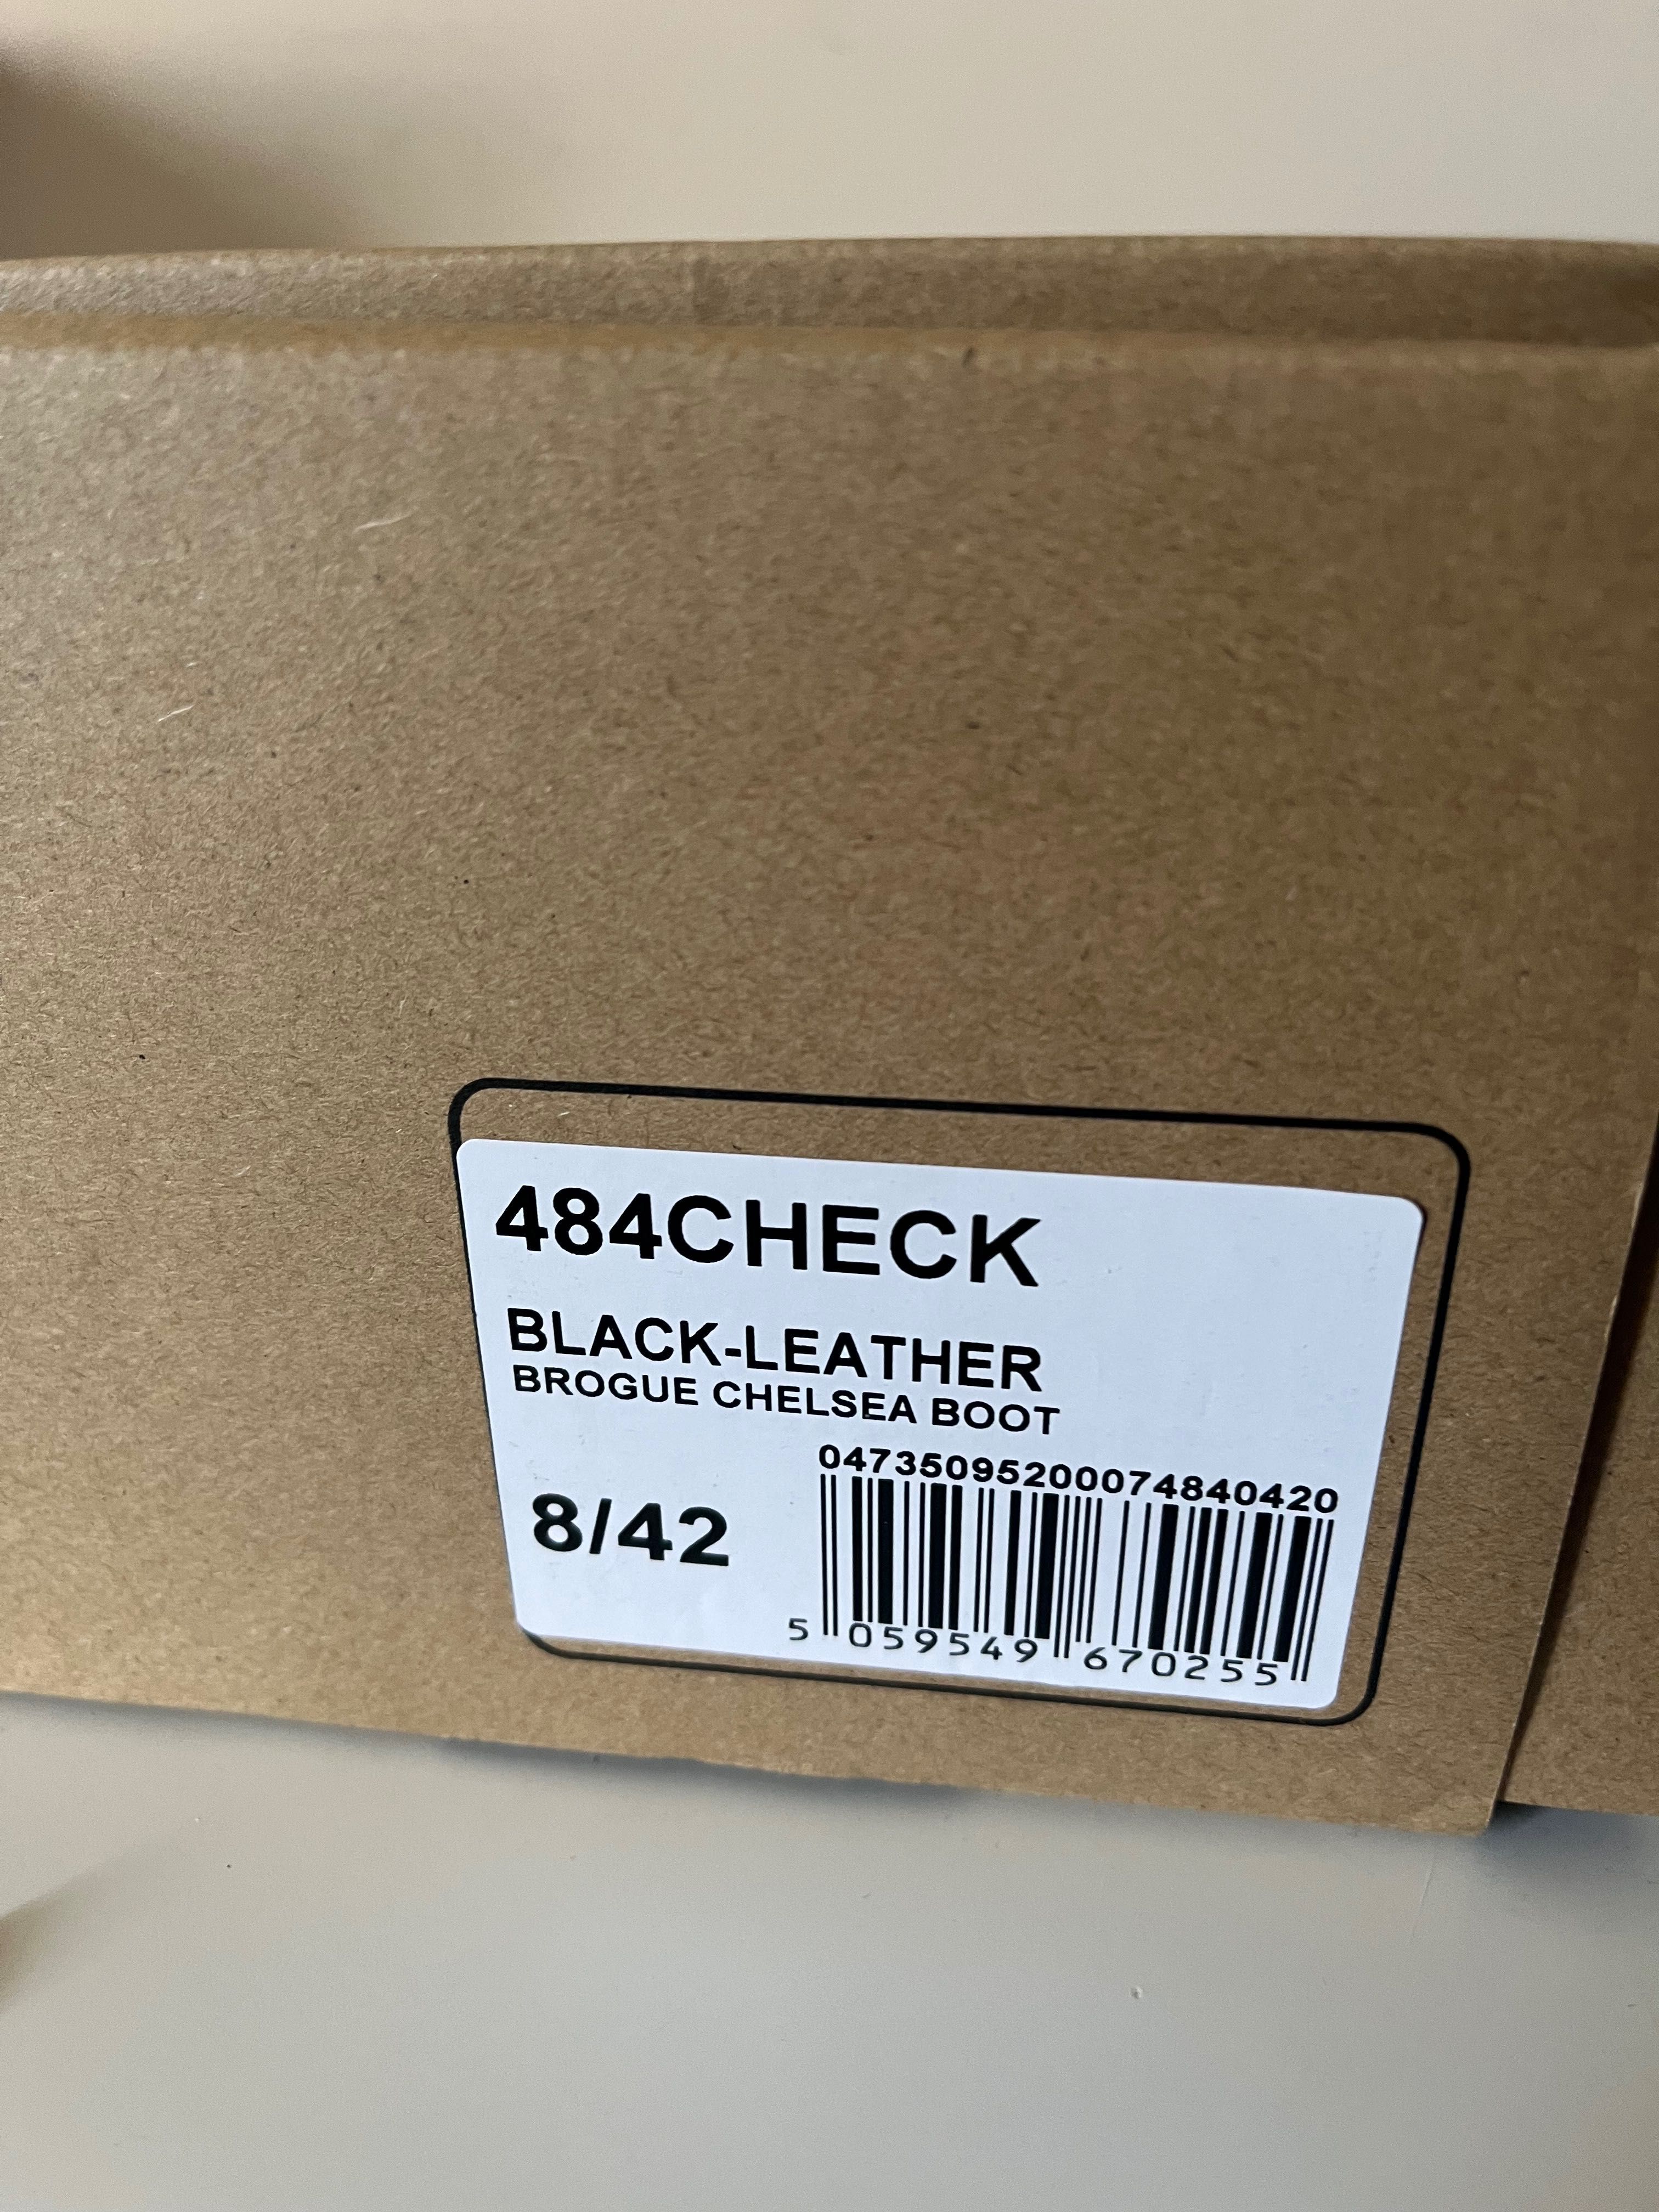 484CHECK
BLACK-LEATHER
BROGUE CHELSEA BOOT
04735095200074840420
8/42
5 059549 670255